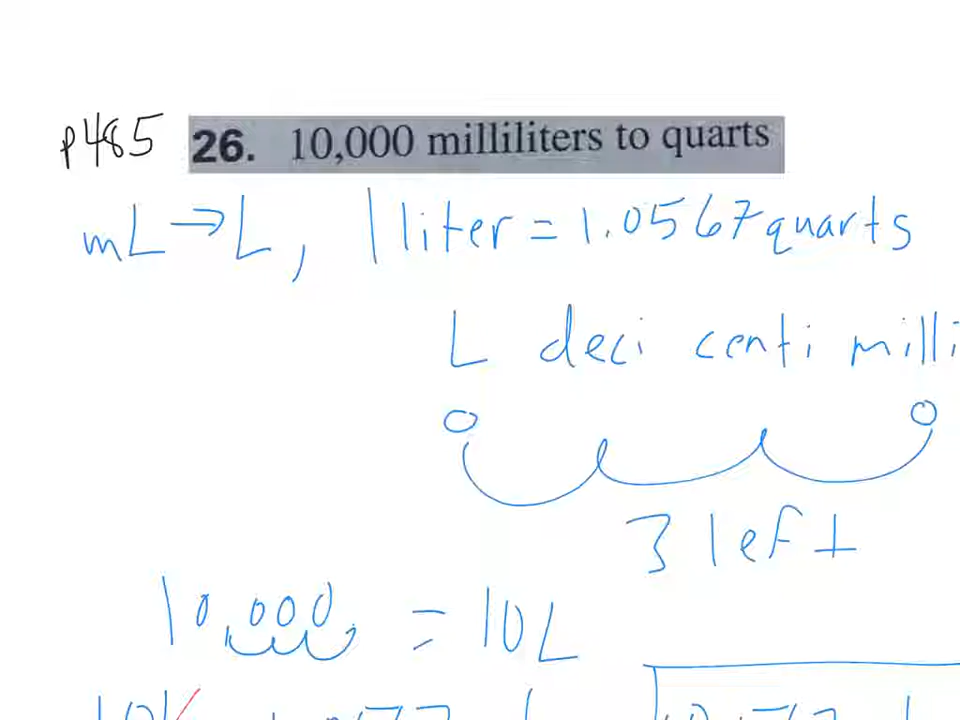 p485 26. 10,000 milliliters to quarts
mL → L, 1 liter = 1.0567 quarts
L deci centi milli
3 left
10,000 = 10L